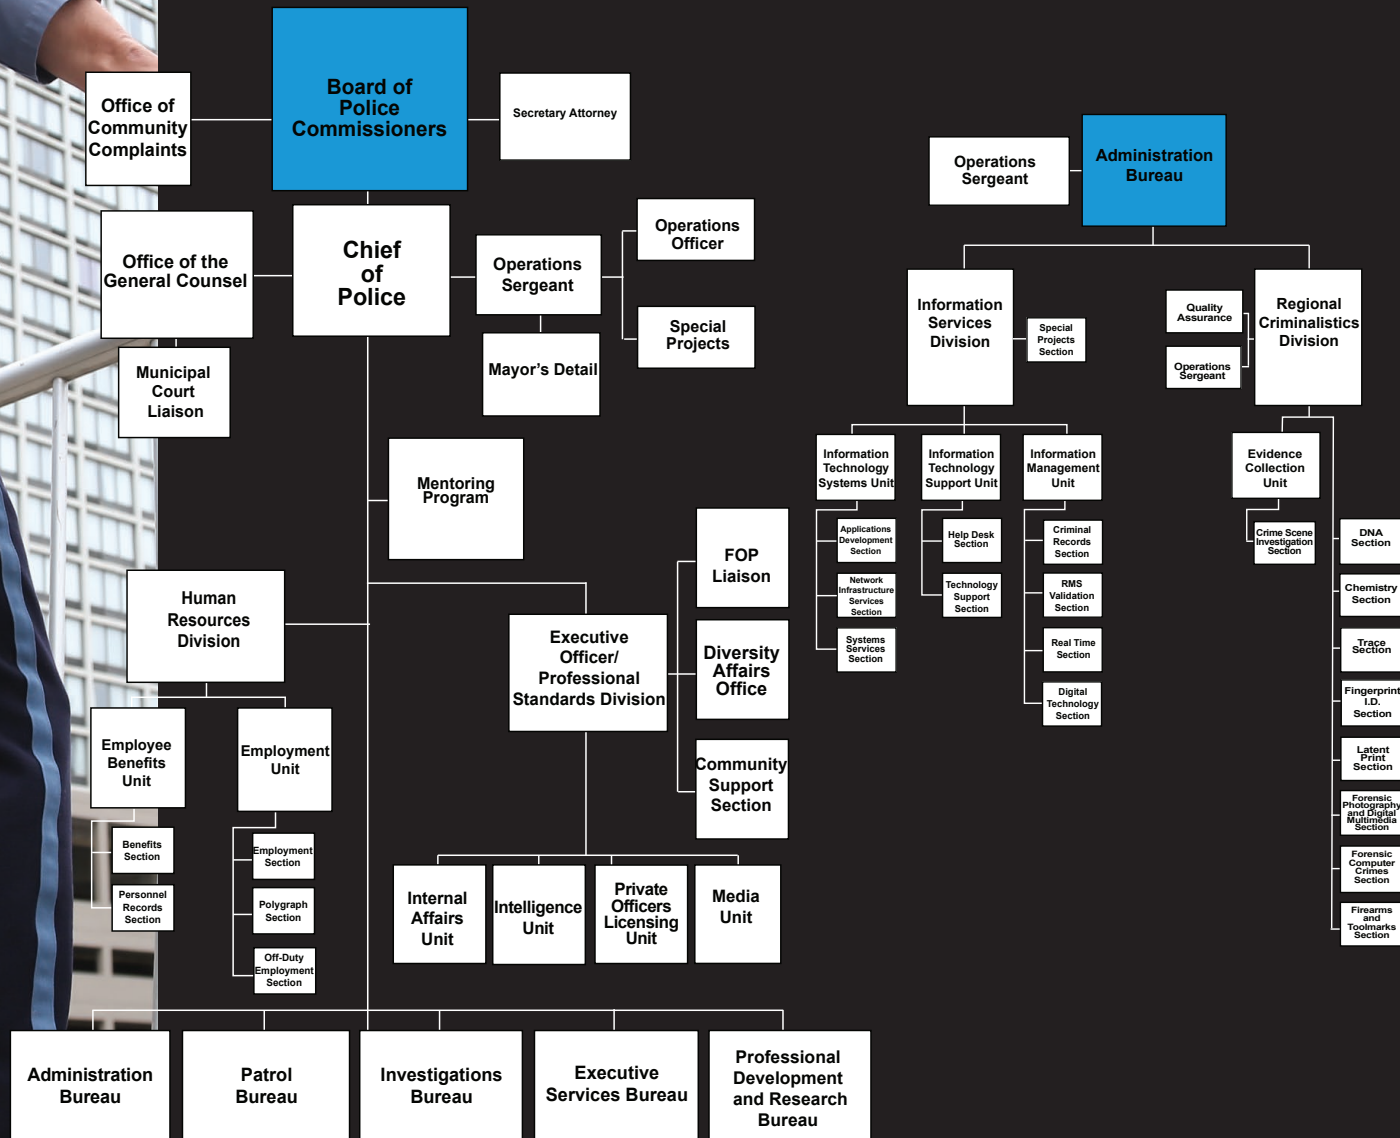 Board of
Police
Commissioners
Office of
Community
Complaints
Secretary Attorney
Chief
of
Police
Office of the
General Counsel
Municipal
Court
Liaison
Operations
Sergeant
Operations
Officer
Special
Projects
Mayor's Detail
Mentoring
Program
Human
Resources
Division
Employee
Benefits
Unit
Benefits
Section
Personnel
Records
Section
Employment
Unit
Employment
Section
Polygraph
Section
Off-Duty
Employment
Section
Executive
Officer/
Professional
Standards Division
FOP
Liaison
Diversity
Affairs
Office
Community
Support
Section
Internal
Affairs
Unit
Intelligence
Unit
Private
Officers
Licensing
Unit
Media
Unit
Administration
Bureau
Patrol
Bureau
Investigations
Bureau
Executive
Services Bureau
Professional
Development
and Research
Bureau
Operations
Sergeant
Administration
Bureau
Information
Services
Division
Special
Projects
Section
Information
Technology
Systems Unit
Applications
Development
Section
Network
Infrastructure
Services
Section
Systems
Services
Section
Information
Technology
Support Unit
Help Desk
Section
Technology
Support
Section
Information
Management
Unit
Criminal
Records
Section
RMS
Validation
Section
Real Time
Section
Digital
Technology
Section
Quality
Assurance
Operations
Sergeant
Regional
Criminalistics
Division
Evidence
Collection
Unit
Crime Scene
Investigation
Section
DNA
Section
Chemistry
Section
Trace
Section
Fingerprint
I.D.
Section
Latent
Print
Section
Forensic
Photography
and Digital
Multimedia
Section
Forensic
Computer
Crimes
Section
Firearms
and
Toolmarks
Section